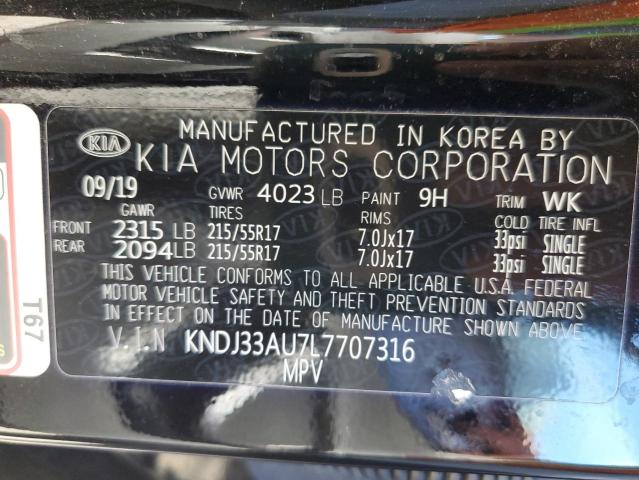 MANUFACTURED IN KOREA BY
KIA KIA MOTORS CORPORATION
09/19 GVWR 4023 LB PAINT 9H TRIM WK
GAWR TIRES RIMS COLD TIRE INFL
FRONT 2315 LB 215/55R17 7.0Jx17 33psi SINGLE
REAR 2094 LB 215/55R17 7.0Jx17 33psi SINGLE
THIS VEHICLE CONFORMS TO ALL APPLICABLE U.S.A. FEDERAL
MOTOR VEHICLE SAFETY AND THEFT PREVENTION STANDARDS
IN EFFECT ON THE DATE OF MANUFACTURE SHOWN ABOVE.
V.I.N KNDJ33AU7L7707316
MPV
T67